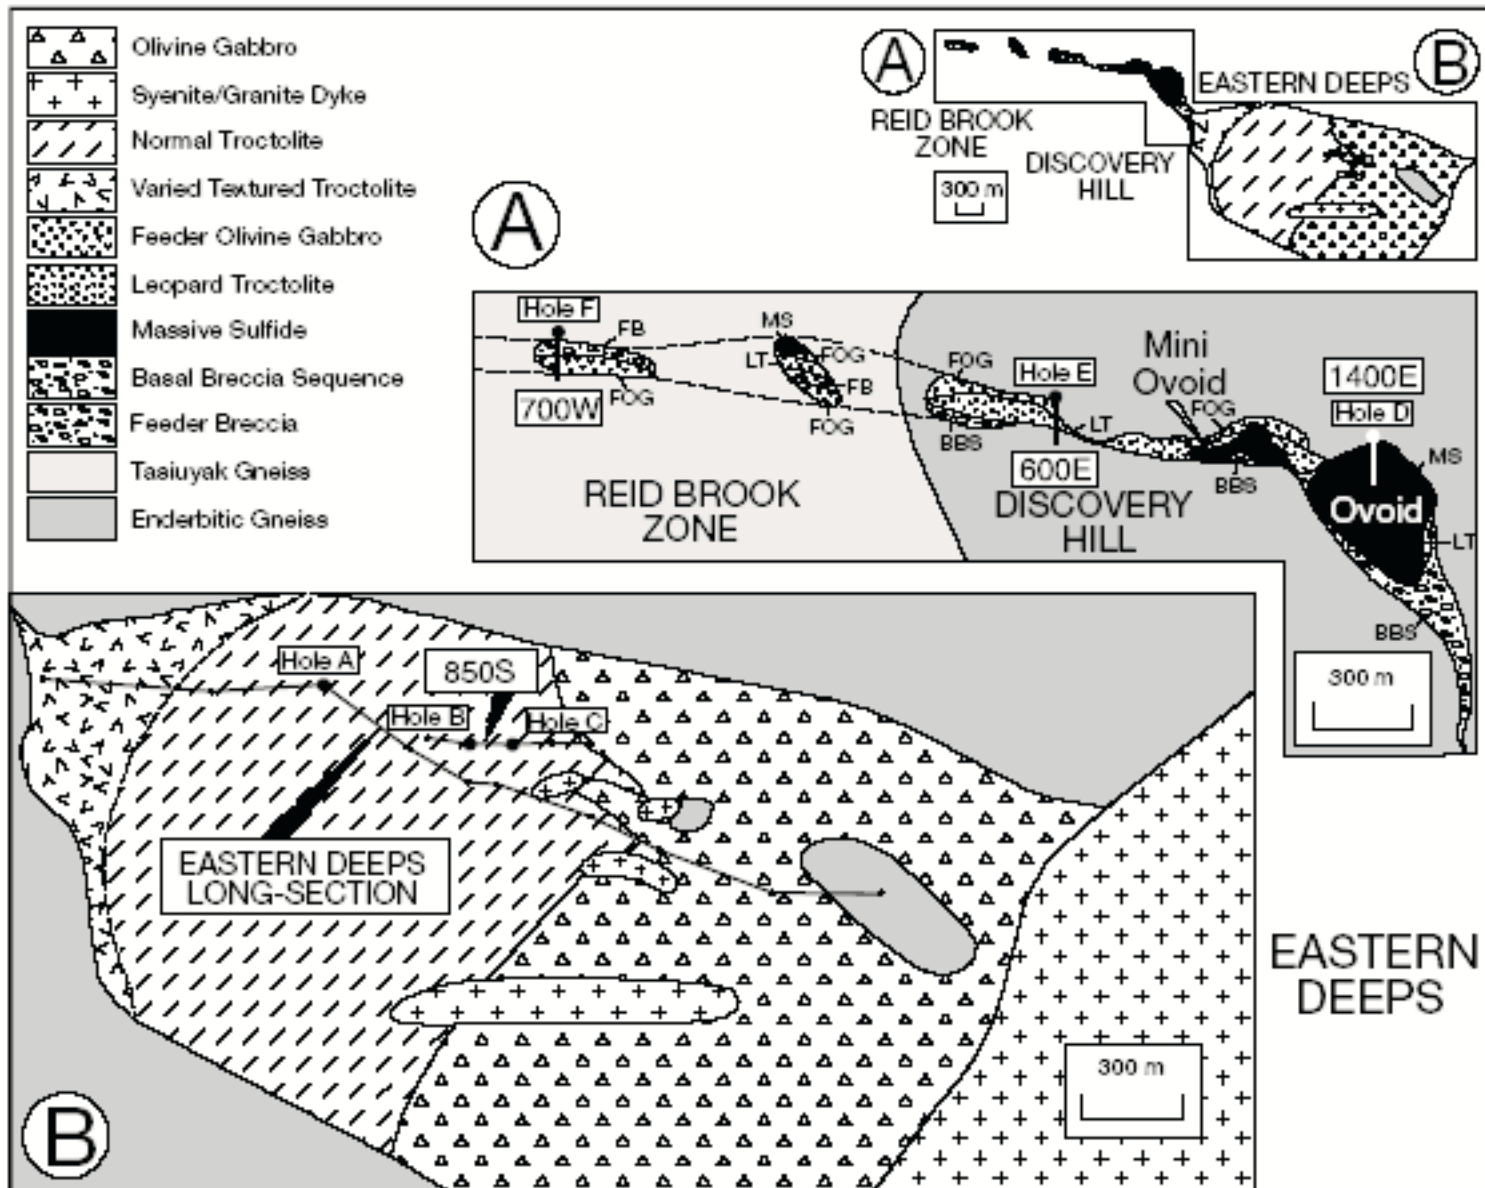 Olivine Gabbro
Syenite/Granite Dyke
Normal Troctolite
Varied Textured Troctolite
Feeder Olivine Gabbro
Leopard Troctolite
Massive Sulfide
Basal Breccia Sequence
Feeder Breccia
Tasiuyak Gneiss
Enderbitic Gneiss
A
B
EASTERN DEEPS
REID BROOK
ZONE
DISCOVERY
HILL
300 m
A
Hole F
FB
FOG
700W
MS
LT
FOG
FB
FOG
FOG
BBS
Hole E
LT
600E
Mini
Ovoid
FOG
BBS
1400E
Hole D
MS
Ovoid
LT
BBS
REID BROOK
ZONE
DISCOVERY
HILL
300 m
Hole A
850S
Hole B
Hole C
EASTERN DEEPS
LONG-SECTION
EASTERN
DEEPS
300 m
B